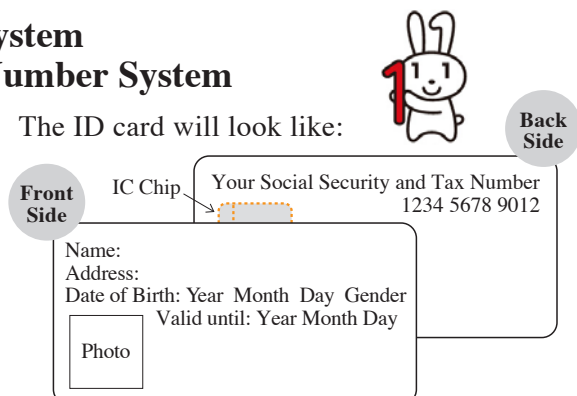 ystem
Number System
The ID card will look like:
1
Back
Side
Front
Side
IC Chip
Your Social Security and Tax Number
1234 5678 9012
Name:
Address:
Date of Birth: Year Month Day Gender
Valid until: Year Month Day
Photo